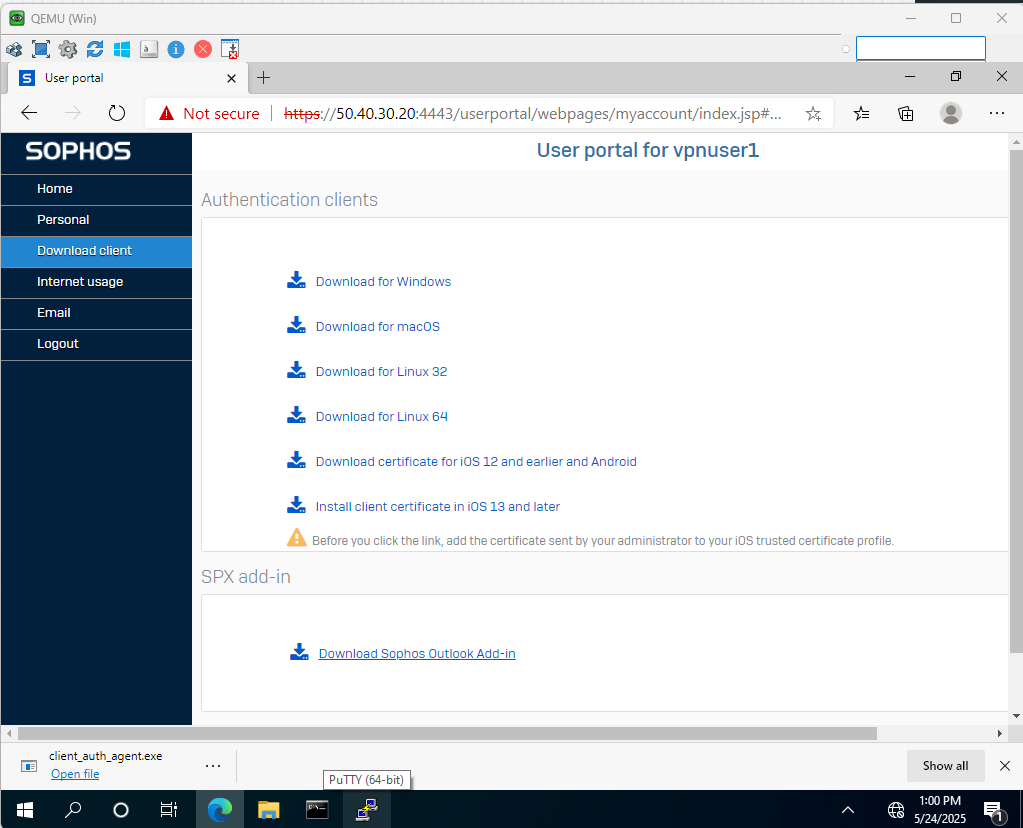 QEMU (Win)
User portal
Not secure
https://50.40.30.20:4443/userportal/webpages/myaccount/index.jsp#...
SOPHOS
User portal for vpnuser1
Home
Personal
Download client
Internet usage
Email
Logout
Authentication clients
Download for Windows
Download for macOS
Download for Linux 32
Download for Linux 64
Download certificate for iOS 12 and earlier and Android
Install client certificate in iOS 13 and later
Before you click the link, add the certificate sent by your administrator to your iOS trusted certificate profile.
SPX add-in
Download Sophos Outlook Add-in
client_auth_agent.exe
Open file
Show all
PuTTY (64-bit)
1:00 PM
5/24/2025
1